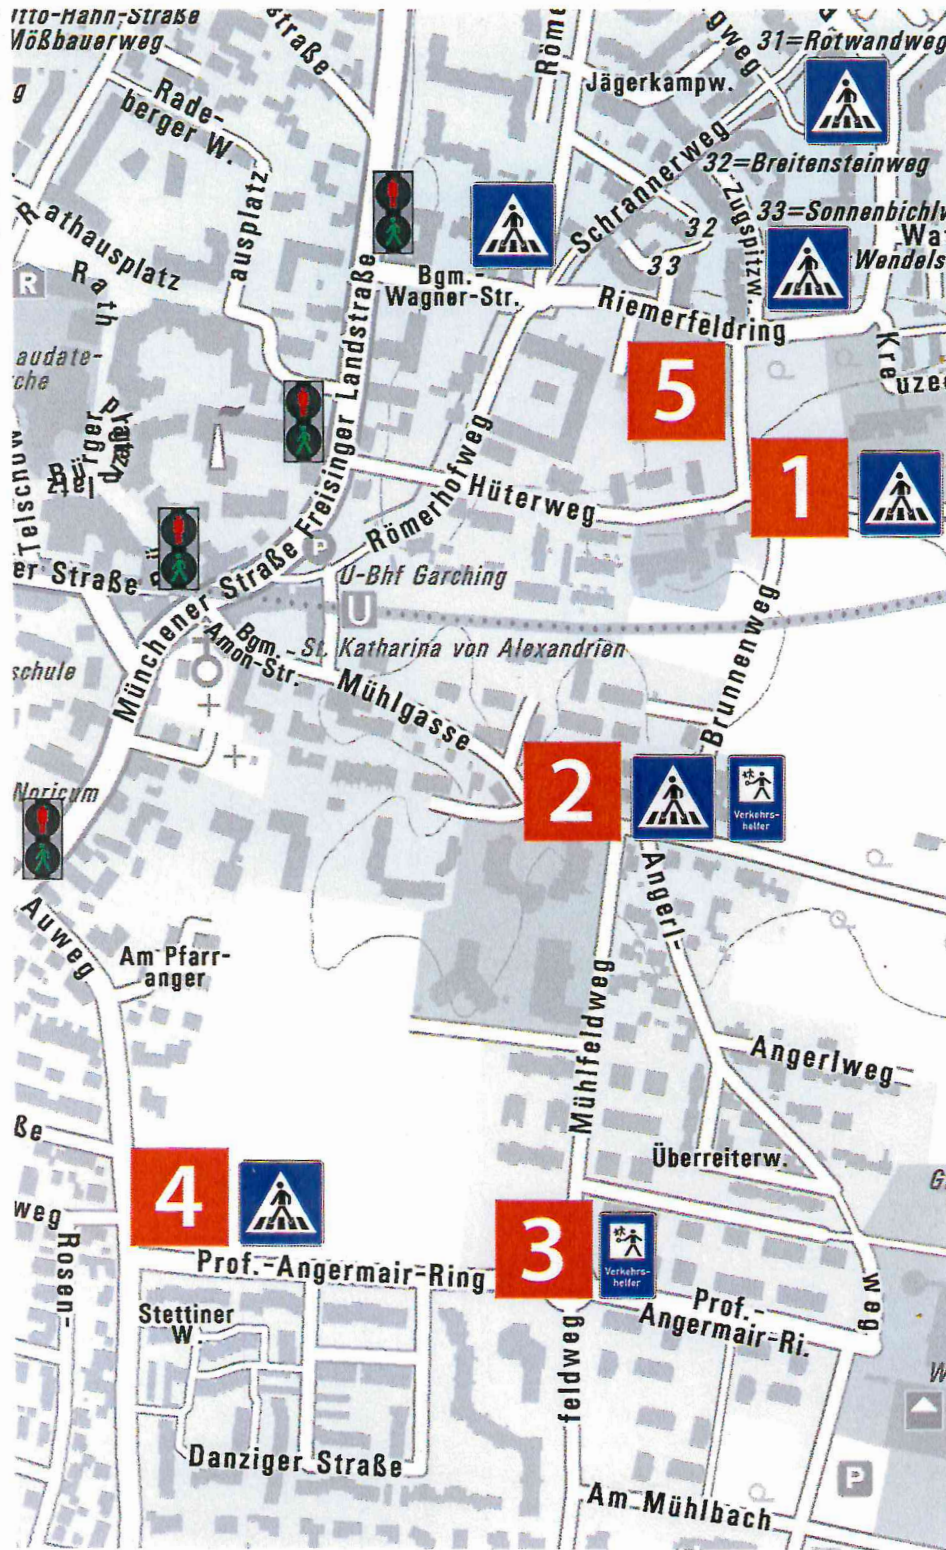 Otto-Hahn-Straße
Mößbauerweg
g
straße
Röme
gweg
31=Rotwandweg
Jägerkampw.
Rade-
berger W.
Schrannerweg
32=Breitensteinweg
Zugspitzw.
33=Sonnenbichlw
32
33
Wa
Wendels
Rathausplatz
Rath
ausplatz
R
Bgm.-
Wagner-Str.
Riemerfeldring
Kreuze
audate-
che
5
Bürger
platz
Freisinger Landstraße
Römerhofweg
Hüterweg
1
Telschow
er Straße
P
U-Bhf Garching
U
Münchener Straße
Bgm.-
Amon-Str.
St. Katharina von Alexandrien
schule
Mühlgasse
Brunnenweg
2
Verkehrs-
helfer
Noricum
Angerl-
Auweg
Am Pfarr-
anger
Mühlfeldweg
Angerlweg
ße
Überreiterw.
4
G
weg
Rosen-
3
Verkehrs-
helfer
Prof.-Angermair-Ring
weg
Prof.-
Angermair-Ri.
Stettiner
W.
feldweg
W
Danziger Straße
P
Am Mühlbach